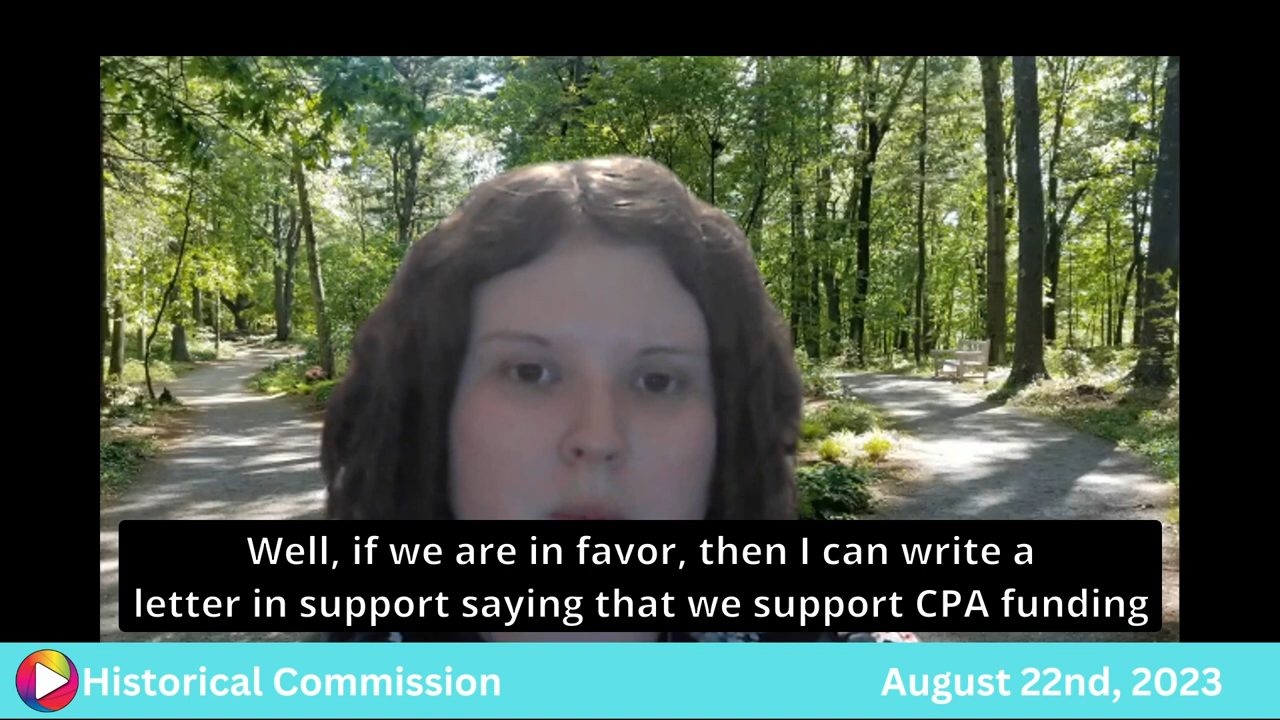 Well, if we are in favor, then I can write a
letter in support saying that we support CPA funding
Historical Commission
August 22nd, 2023